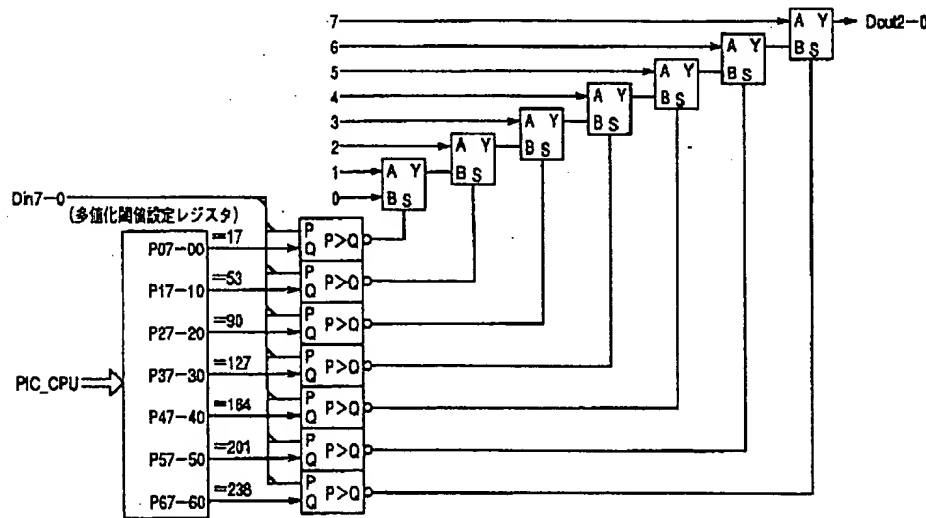 7 A Y Dout2-0
B S
6 A Y
B S
5 A Y
B S
4 A Y
B S
3 A Y
B S
2 A Y
B S
1 A Y
0 B S
Din7-0
(多値化閾値設定レジスタ)
P07-00 =17 P Q P>Q
P17-10 =53 P Q P>Q
P27-20 =90 P Q P>Q
P37-30 =127 P Q P>Q
PIC_CPU
P47-40 =164 P Q P>Q
P57-50 =201 P Q P>Q
P67-60 =238 P Q P>Q